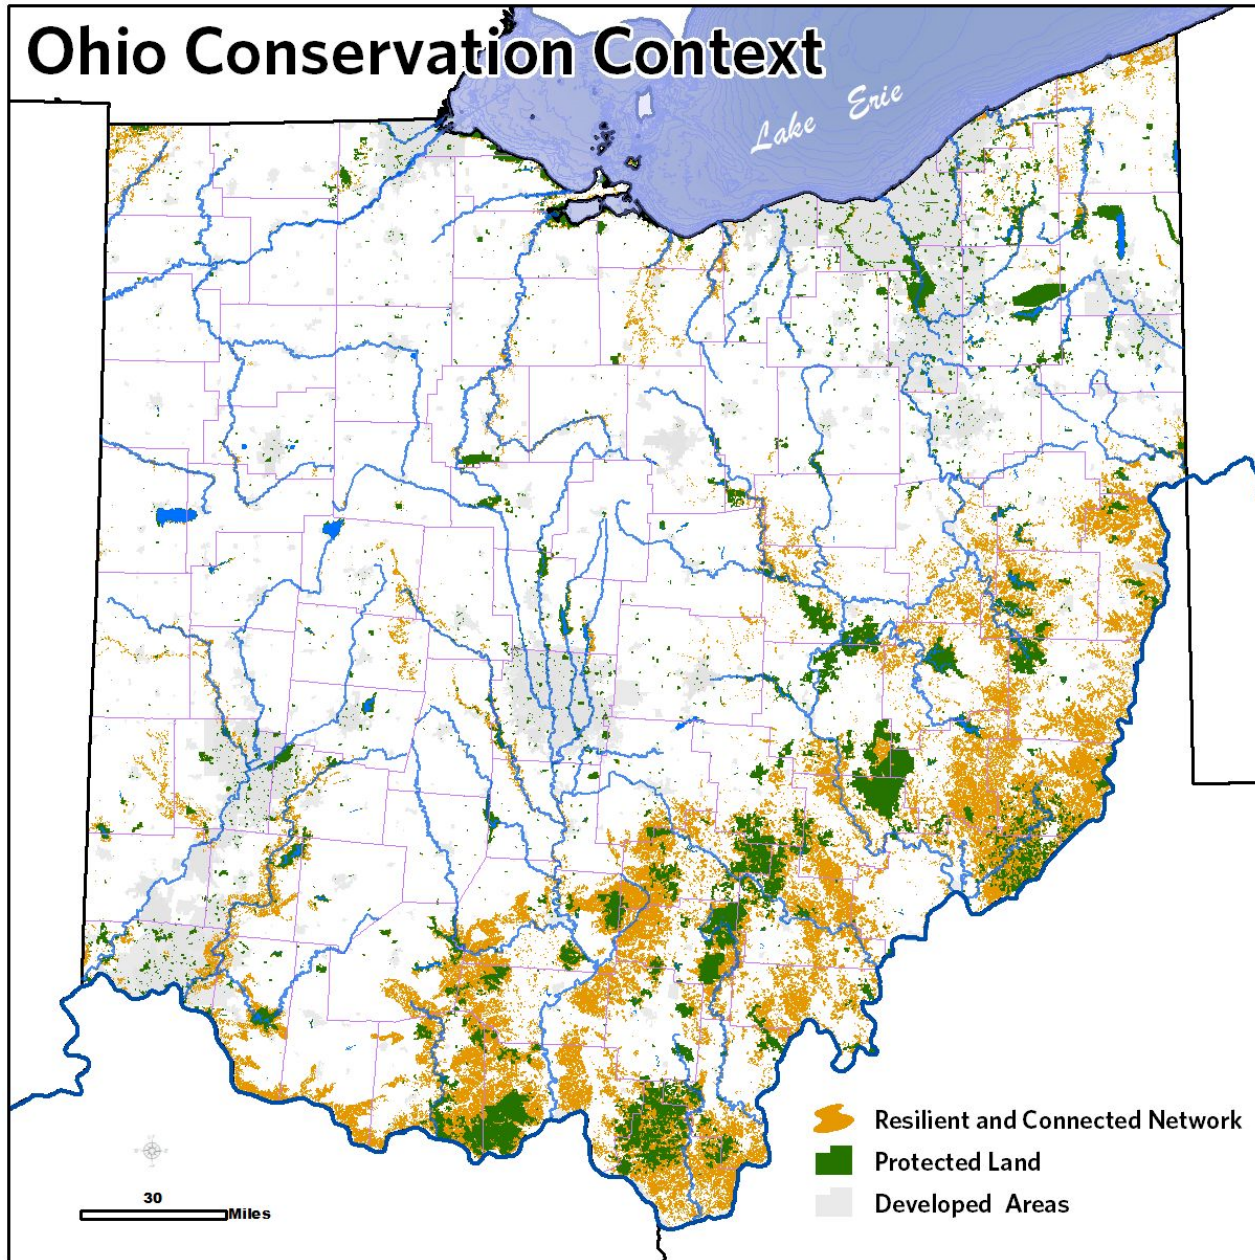 Ohio Conservation Context
Lake Erie
Resilient and Connected Network
Protected Land
Developed Areas
30
Miles